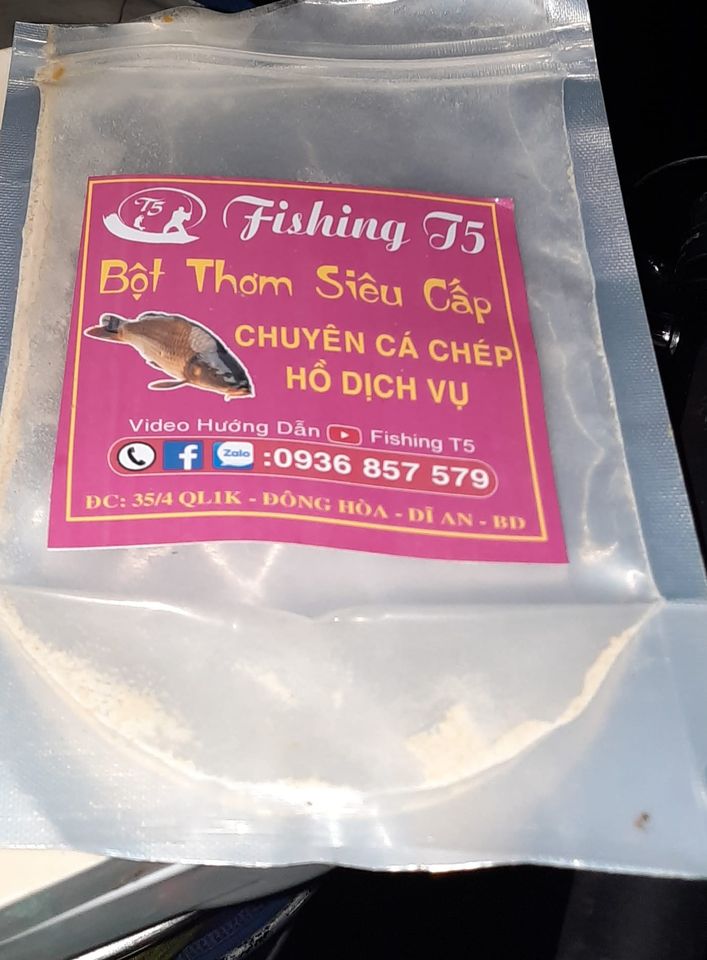 T5 Fishing T5
Bột Thơm Siêu Cấp
CHUYÊN CÁ CHÉP
HỒ DỊCH VỤ
Video Hướng Dẫn Fishing T5
f Zalo :0936 857 579
ĐC: 35/4 QL1K - ĐÔNG HÒA - DĨ AN - BD